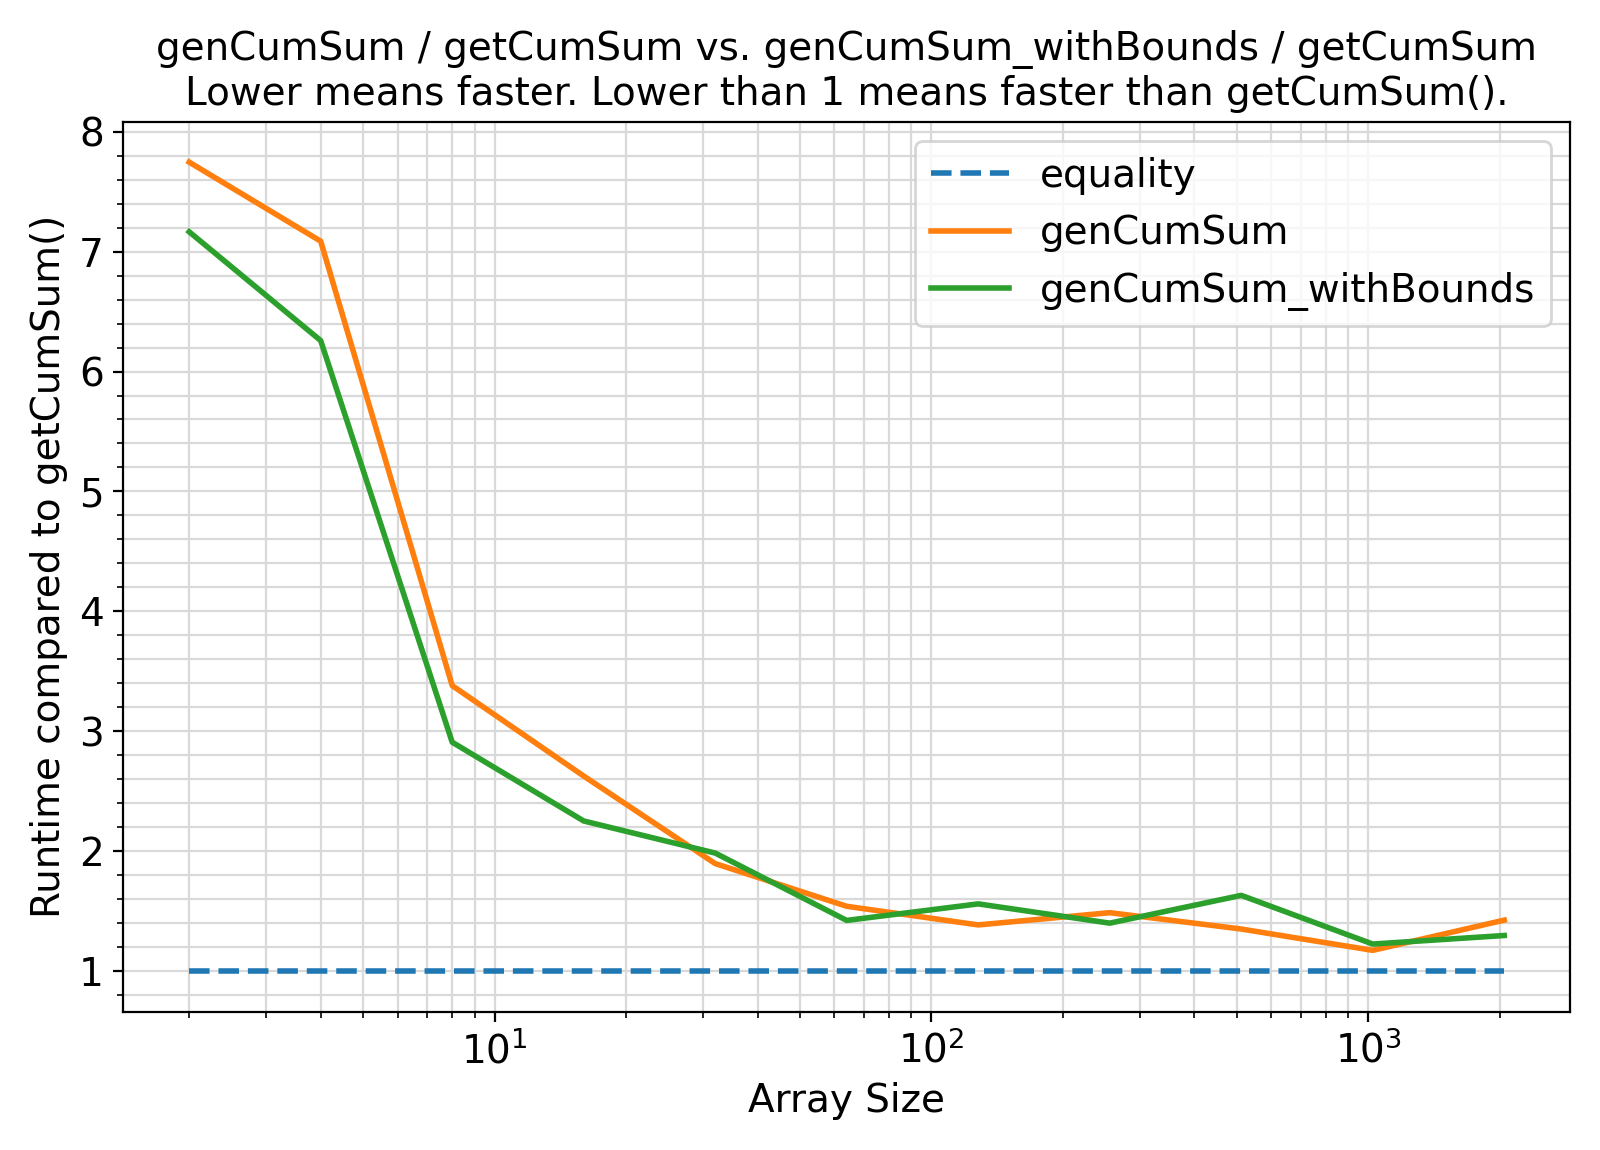 genCumSum / getCumSum vs. genCumSum_withBounds / getCumSum
Lower means faster. Lower than 1 means faster than getCumSum().
equality
genCumSum
genCumSum_withBounds
Runtime compared to getCumSum()
8
7
6
5
4
3
2
1
10¹
10²
10³
Array Size